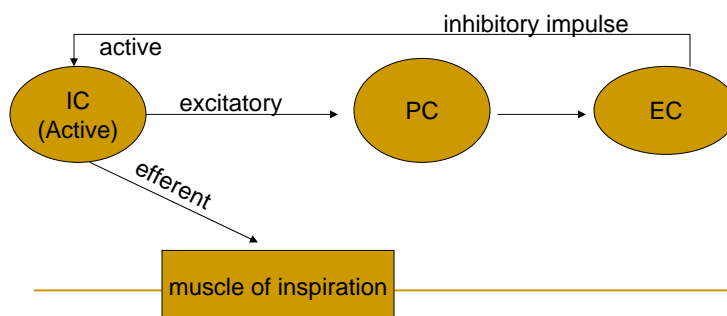 inhibitory impulse
active
IC
(Active)
excitatory
PC
EC
efferent
muscle of inspiration